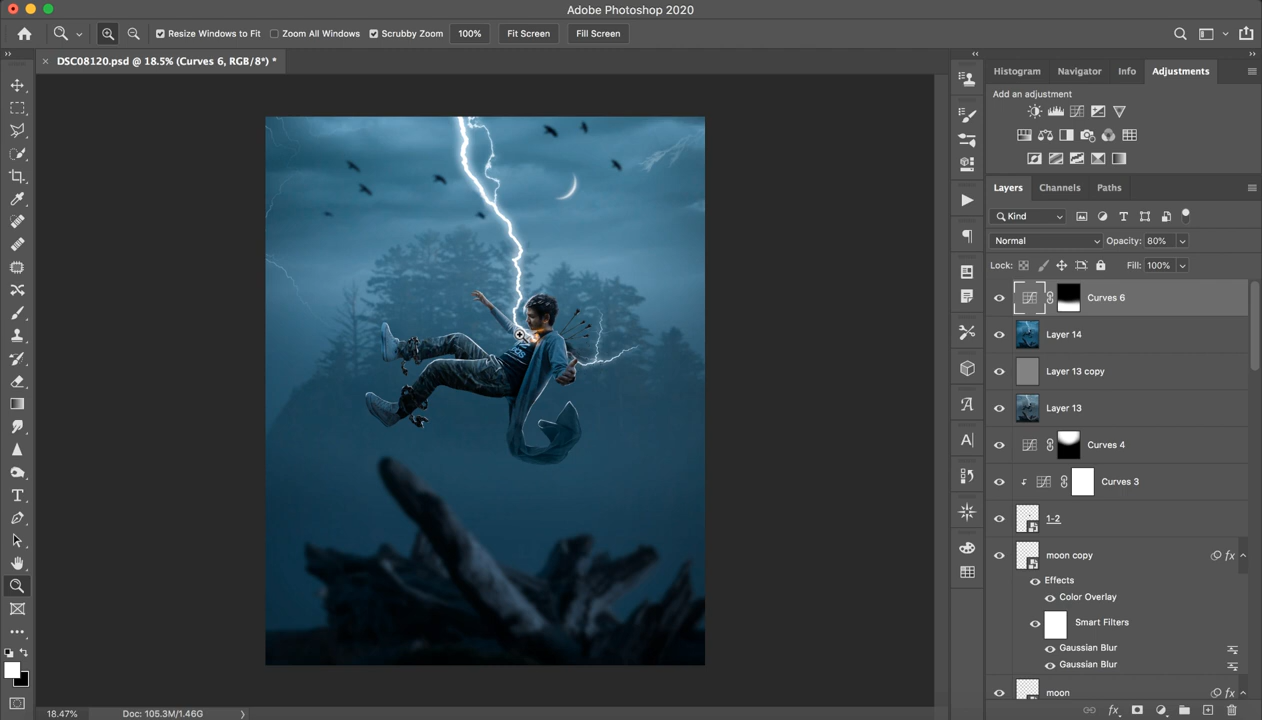 Adobe Photoshop 2020
Resize Windows to Fit
Zoom All Windows
Scrubby Zoom
100%
Fit Screen
Fill Screen
DSC08120.psd @ 18.5% (Curves 6, RGB/8*) *
Histogram
Navigator
Info
Adjustments
Add an adjustment
Layers
Channels
Paths
Kind
Normal
Opacity: 80%
Lock:
Fill: 100%
Curves 6
Layer 14
Layer 13 copy
Layer 13
Curves 4
Curves 3
1-2
moon copy
fx
Effects
Color Overlay
Smart Filters
Gaussian Blur
Gaussian Blur
moon
fx
18.47%
Doc: 105.3M/1.46G
fx